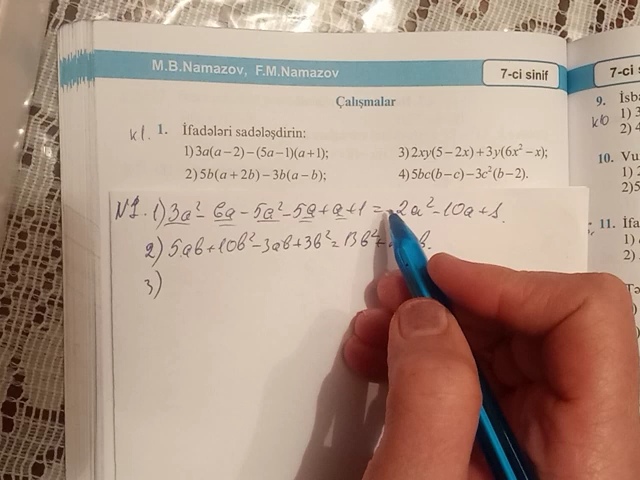 M.B.Namazov, F.M.Namazov
7-ci sinif
7-ci
Çalışmalar
kl. 1. İfadələri sadələşdirin:
1) 3a(a – 2) – (5a – 1)(a + 1); 3) 2xy(5 – 2x) + 3y(6x² – x);
2) 5b(a + 2b) – 3b(a – b); 4) 5bc(b – c) – 3c²(b – 2).
N1. 1) 3a² - 6a - 5a² - 5a + a + 1 = -2a² - 10a + 1.
2) 5ab + 10b² - 3ab + 3b² = 13b² +
3)
9. İsba
1) 3
2) 4
10. Vu
1)
2)
11. İfa
1)
2)